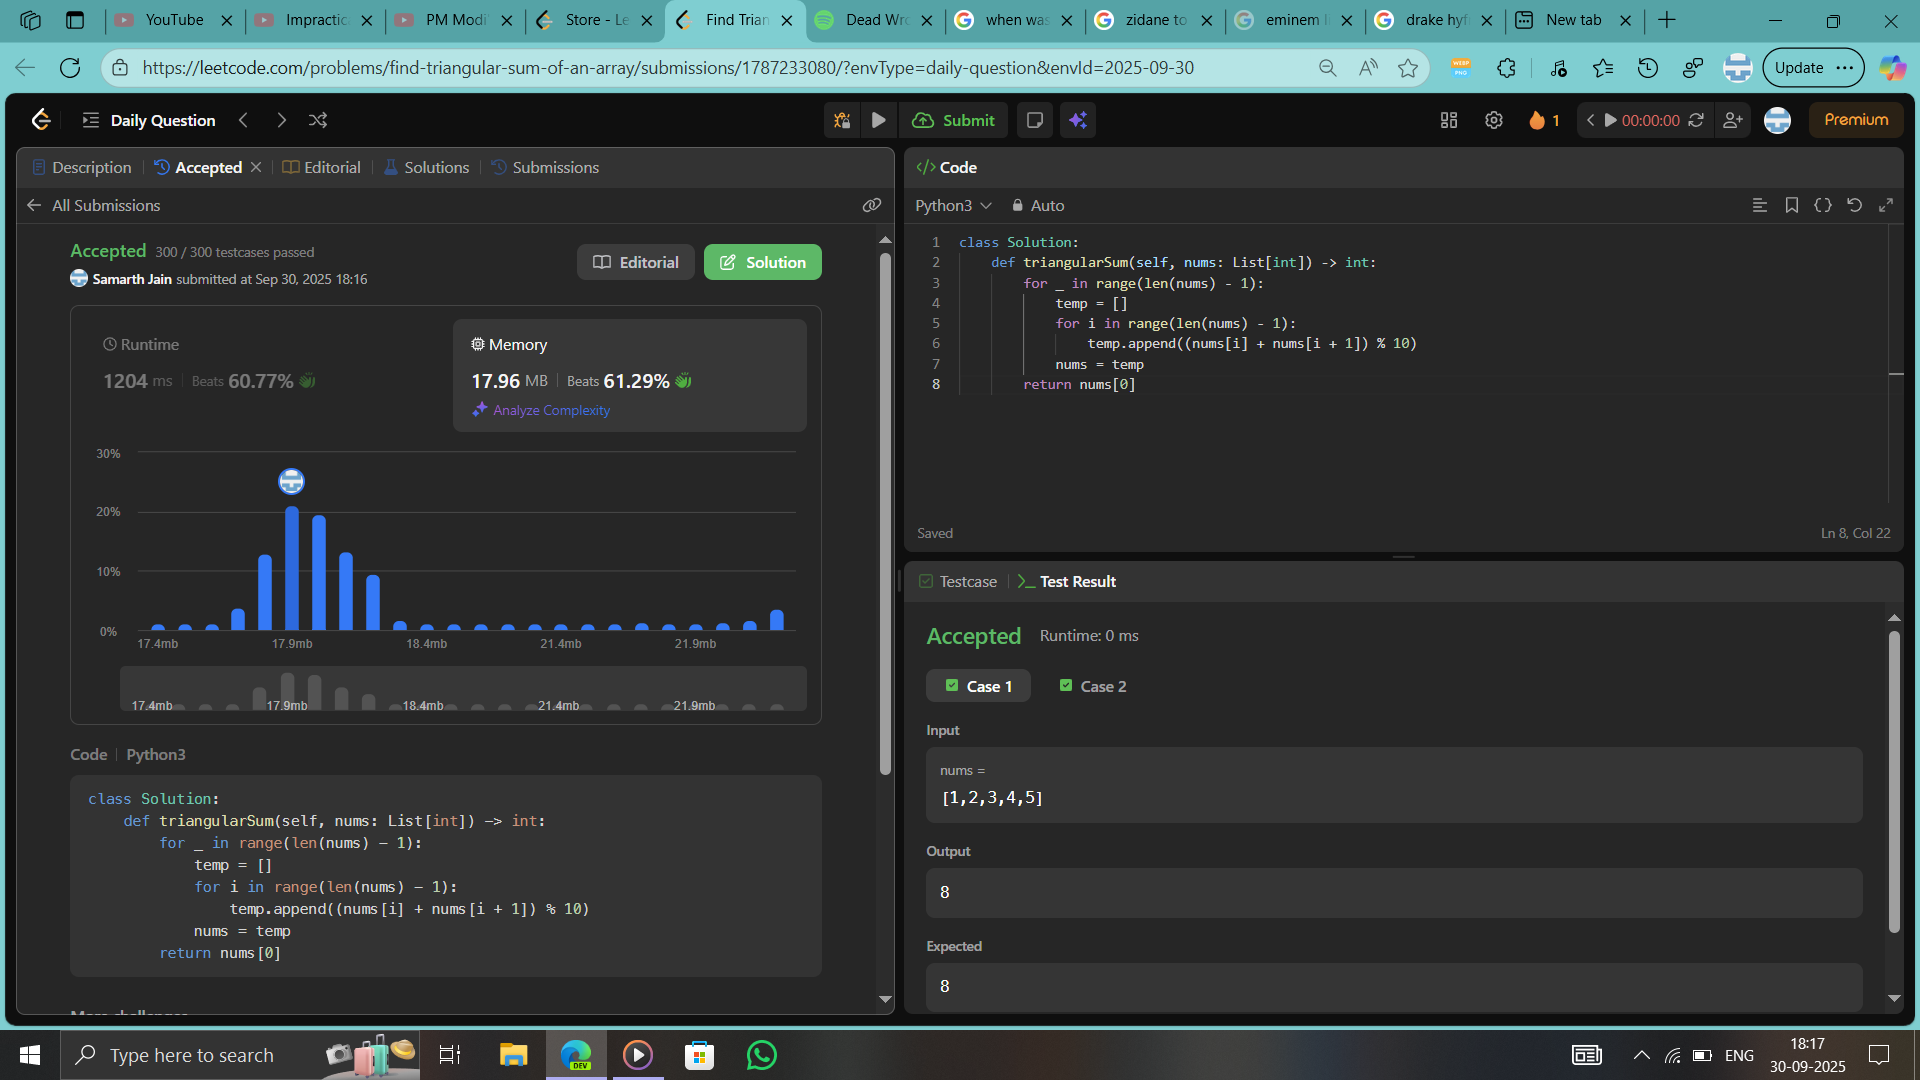 YouTube
Impractica
PM Modi
Store - Le
Find Trian
Dead Wro
when was
zidane to
eminem l
drake hyf
New tab
https://leetcode.com/problems/find-triangular-sum-of-an-array/submissions/1787233080/?envType=daily-question&envId=2025-09-30
Update
Daily Question
Submit
1
00:00:00
Premium
Description
Accepted
Editorial
Solutions
Submissions
All Submissions
Accepted 300 / 300 testcases passed
Samarth Jain submitted at Sep 30, 2025 18:16
Editorial
Solution
Runtime
1204 ms Beats 60.77%
Memory
17.96 MB Beats 61.29%
Analyze Complexity
30%
20%
10%
0%
17.4mb 17.9mb 18.4mb 21.4mb 21.9mb
17.4mb 17.9mb 18.4mb 21.4mb 21.9mb
Code Python3
class Solution:
def triangularSum(self, nums: List[int]) -> int:
for _ in range(len(nums) - 1):
temp = []
for i in range(len(nums) - 1):
temp.append((nums[i] + nums[i + 1]) % 10)
nums = temp
return nums[0]
Code
Python3
Auto
1 class Solution:
2 def triangularSum(self, nums: List[int]) -> int:
3 for _ in range(len(nums) - 1):
4 temp = []
5 for i in range(len(nums) - 1):
6 temp.append((nums[i] + nums[i + 1]) % 10)
7 nums = temp
8 return nums[0]
Saved
Ln 8, Col 22
Testcase
Test Result
Accepted Runtime: 0 ms
Case 1
Case 2
Input
nums =
[1,2,3,4,5]
Output
8
Expected
8
Type here to search
DEV
ENG
18:17
30-09-2025